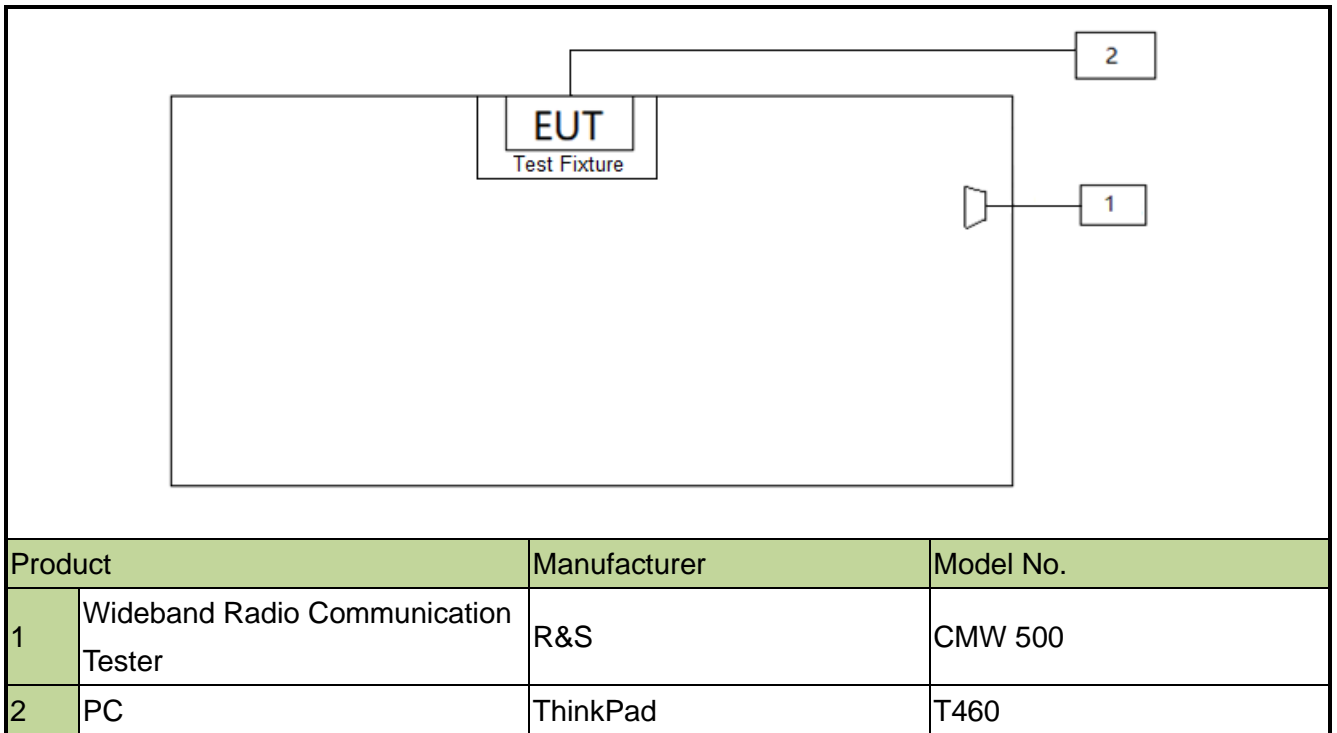 2
EUT
Test Fixture
1
Product Manufacturer Model No.
1 Wideband Radio Communication Tester R&S CMW 500
2 PC ThinkPad T460